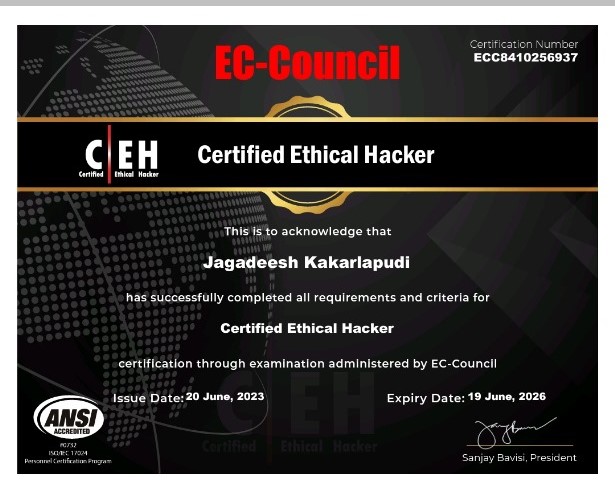 EC-Council
Certification Number
ECC8410256937
C|EH
Certified Ethical Hacker
Certified Ethical Hacker
This is to acknowledge that
Jagadeesh Kakarlapudi
has successfully completed all requirements and criteria for
Certified Ethical Hacker
certification through examination administered by EC-Council
Issue Date: 20 June, 2023
Expiry Date: 19 June, 2026
C|EH
Certified Ethical Hacker
ANSI
ACCREDITED
#0737
ISO/IEC 17024
Personnel Certification Program
Sanjay Bavisi, President